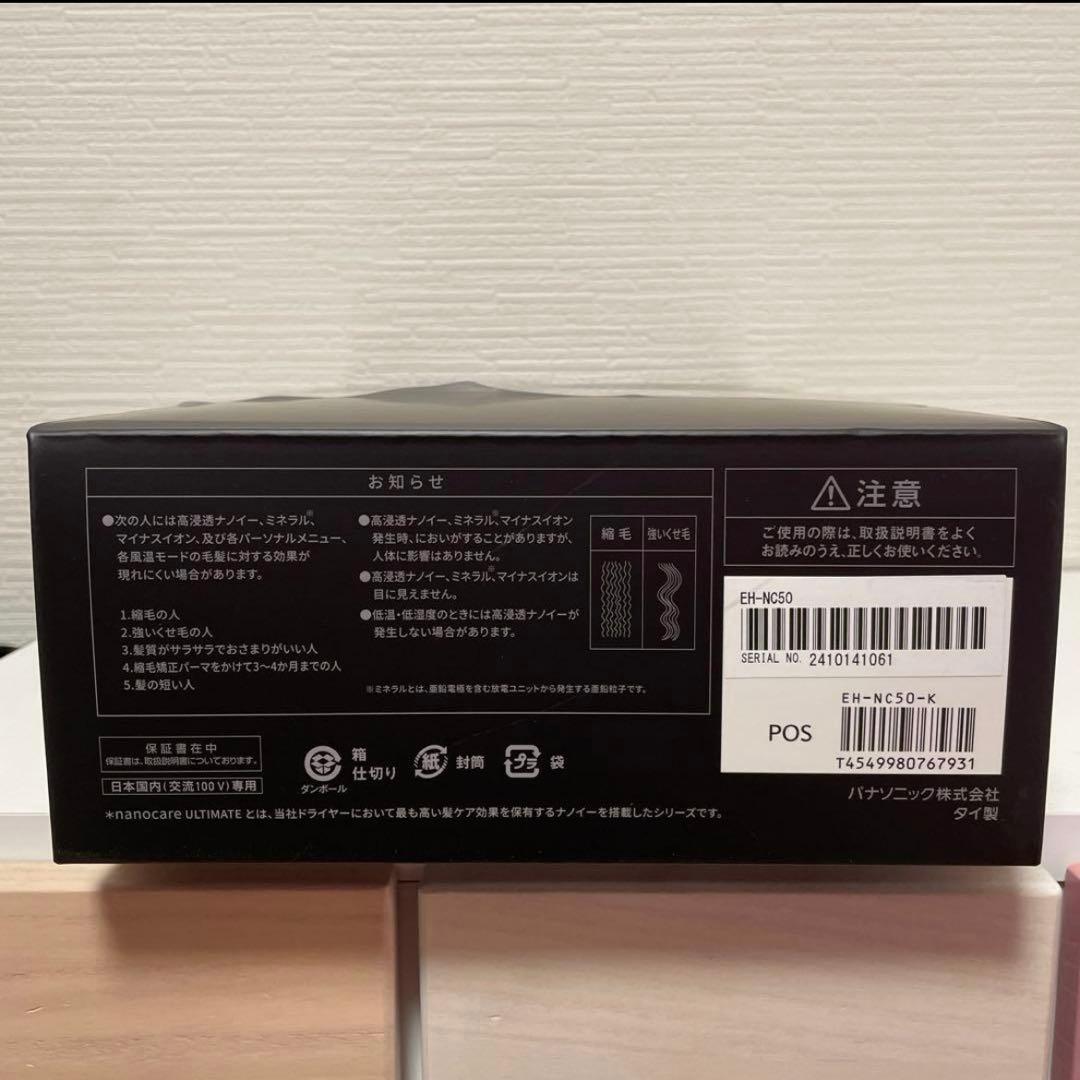 お知らせ
●次の人には高浸透ナノイー、ミネラル※、
マイナスイオン、及び各パーソナルメニュー、
各風温モードの毛髪に対する効果が
現れにくい場合があります。
1.縮毛の人
2.強いくせ毛の人
3.髪質がサラサラでおさまりがいい人
4.縮毛矯正パーマをかけて3〜4か月までの人
5.髪の短い人
●高浸透ナノイー、ミネラル※、マイナスイオン
発生時、においがすることがありますが、
人体に影響はありません。
●高浸透ナノイー、ミネラル※、マイナスイオンは
目に見えません。
●低温・低湿度のときには高浸透ナノイーが
発生しない場合があります。
縮毛 強いくせ毛
※ミネラルとは、亜鉛電極を含む放電ユニットから発生する亜鉛粒子です。
注意
ご使用の際は、取扱説明書をよく
お読みのうえ、正しくお使いください。
EH-NC50
SERIAL NO. 2410141061
EH-NC50-K
POS
T4549980767931
パナソニック株式会社
タイ製
保証書在中
保証書は、取扱説明書についております。
日本国内(交流100V)専用
ダンボール
箱
仕切り
紙 封筒
プラ 袋
*nanocare ULTIMATE とは、当社ドライヤーにおいて最も高い髪ケア効果を保有するナノイーを搭載したシリーズです。